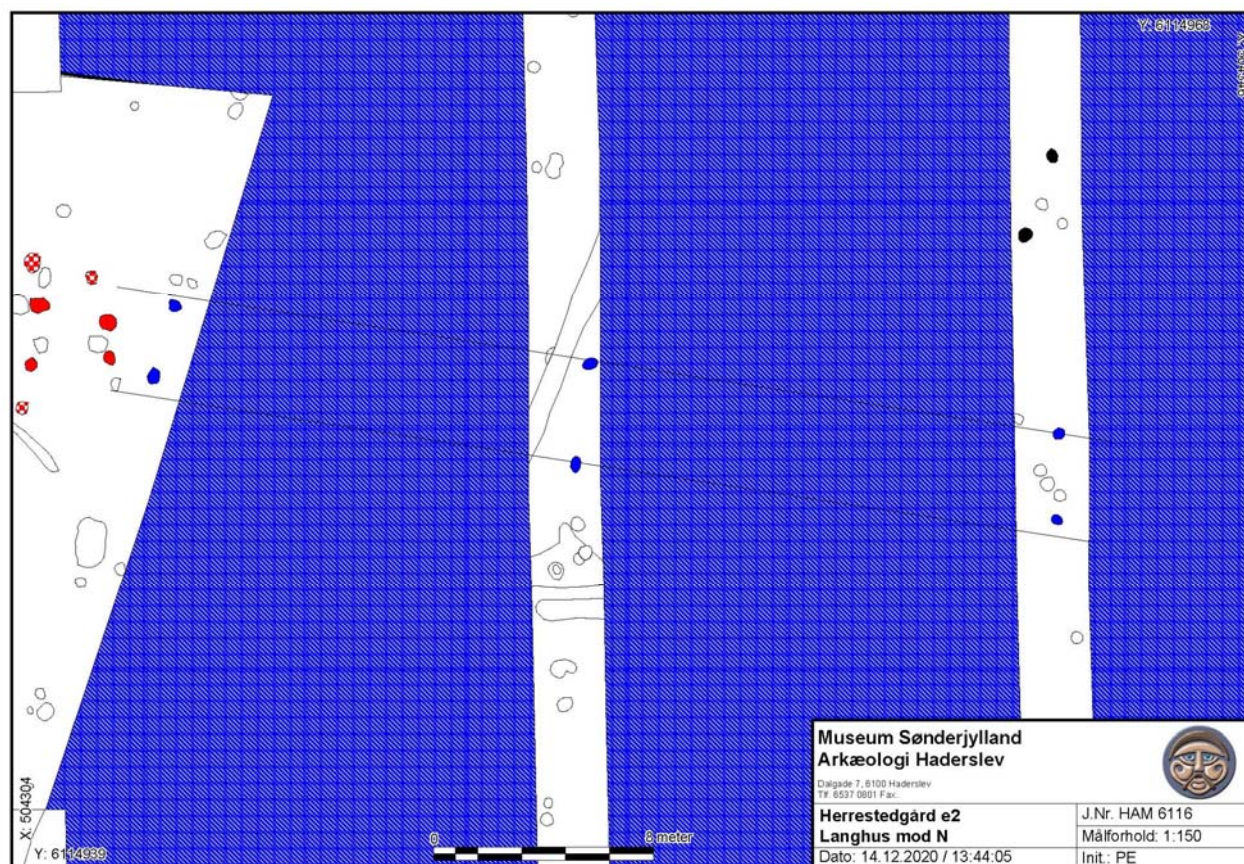 Y: 6114968
X: 504304
Y: 6114939
0
8 meter
Museum Sønderjylland
Arkæologi Haderslev
Dalgade 7, 6100 Haderslev
Tlf. 6537 0801 Fax:
Herrestedgård e2
Langhus mod N
J.Nr. HAM 6116
Målforhold: 1:150
Dato: 14.12.2020 / 13:44:05
Init.: PE